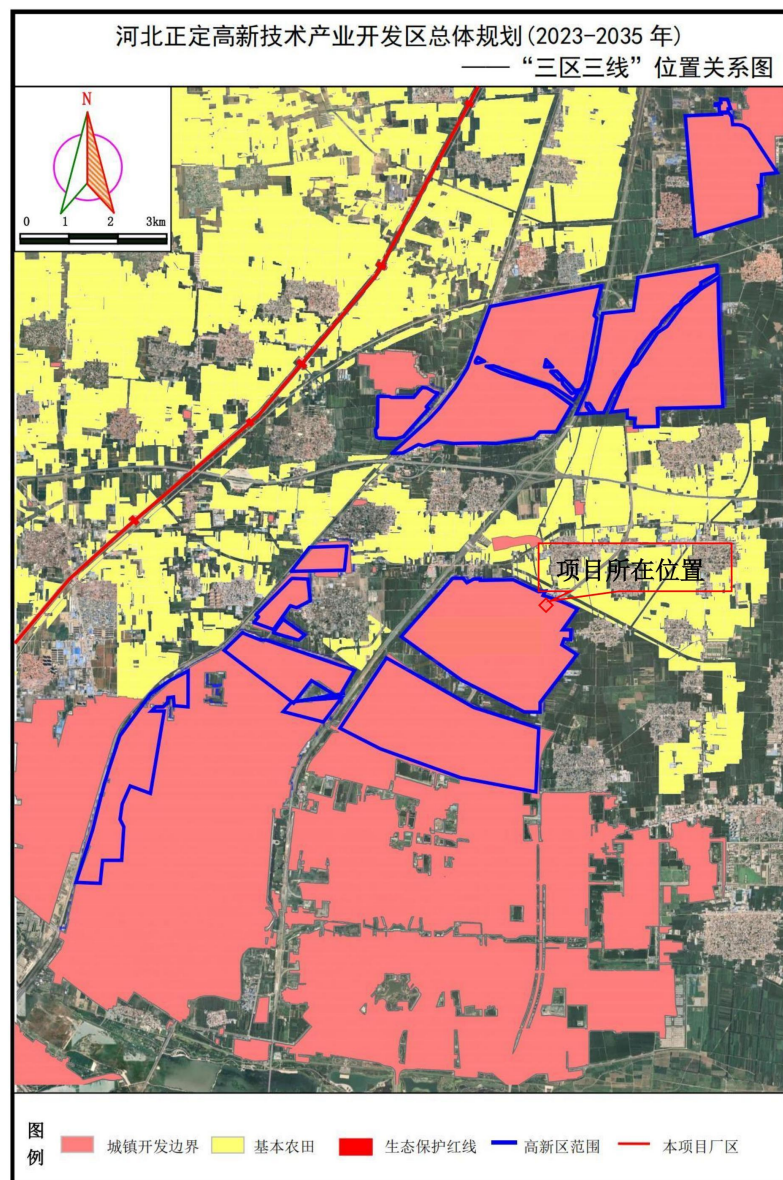 河北正定高新技术产业开发区总体规划(2023-2035 年)
——“三区三线”位置关系图
N
0 1 2 3km
项目所在位置
图例
城镇开发边界 基本农田 生态保护红线 高新区范围 本项目厂区